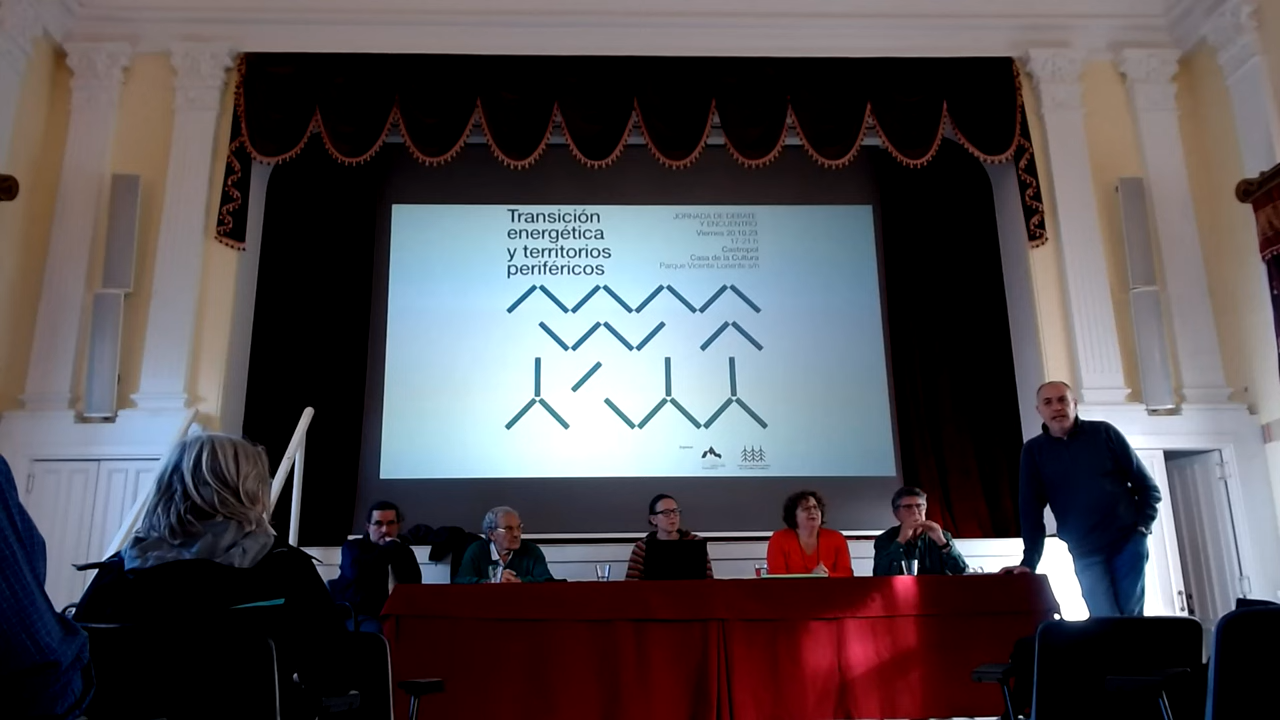 Transición
energética
y territorios
periféricos
JORNADA DE DEBATE
Y ENCUENTRO
Viernes 20.10.23
17-21 h
Castropol
Casa de la Cultura
Parque Vicente Loriente s/n